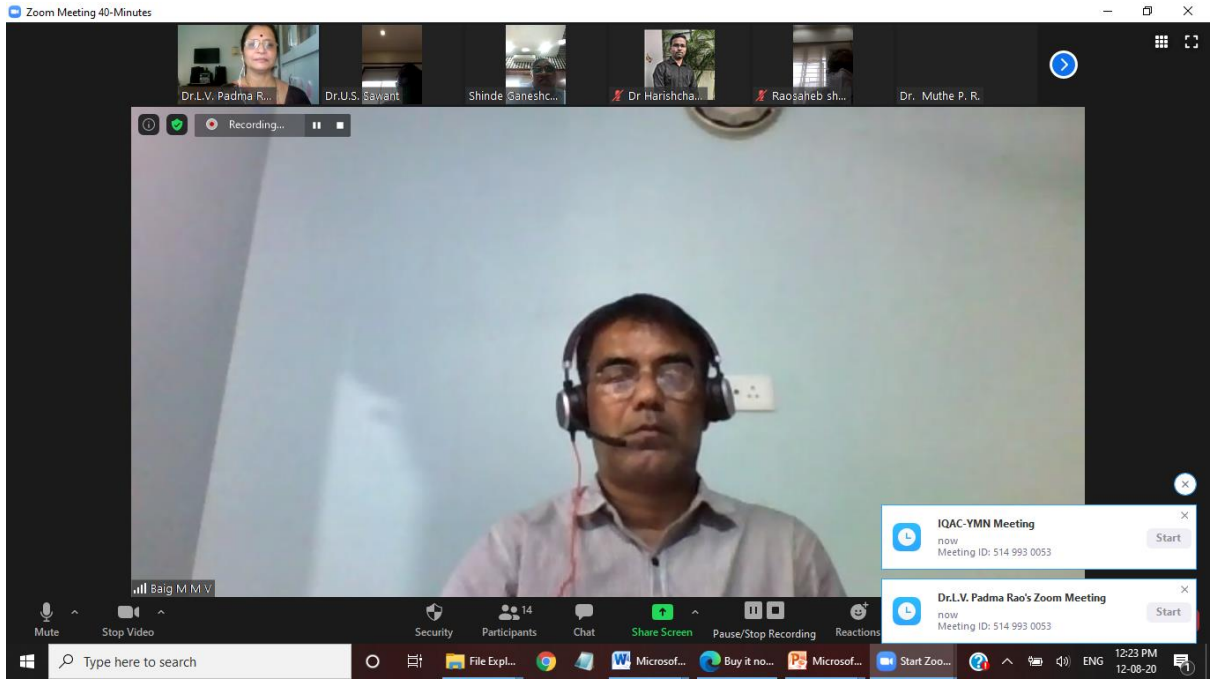 Zoom Meeting 40-Minutes
Dr.L.V. Padma R...
Dr.U.S. Sawant
Shinde Ganeshc...
Dr Harishcha...
Raosaheb sh...
Dr. Muthe P. R.
Recording...
Baig M M V
IQAC-YMN Meeting
now
Meeting ID: 514 993 0053
Start
Dr.L.V. Padma Rao's Zoom Meeting
now
Meeting ID: 514 993 0053
Start
Mute
Stop Video
Security
14
Participants
Chat
Share Screen
Pause/Stop Recording
Reactions
Type here to search
File Expl...
Microsof...
Buy it no...
Microsof...
Start Zoo...
ENG
12:23 PM
12-08-20
1